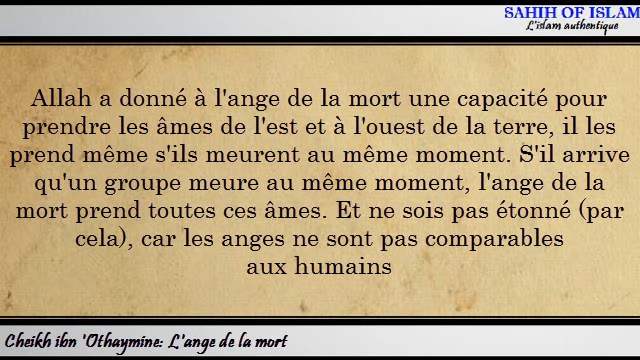 SAHIH OF ISLAM
L'islam authentique
Allah a donné à l'ange de la mort une capacité pour
prendre les âmes de l'est et à l'ouest de la terre, il les
prend même s'ils meurent au même moment. S'il arrive
qu'un groupe meure au même moment, l'ange de la
mort prend toutes ces âmes. Et ne sois pas étonné (par
cela), car les anges ne sont pas comparables
aux humains
Cheikh ibn 'Othaymine: L'ange de la mort